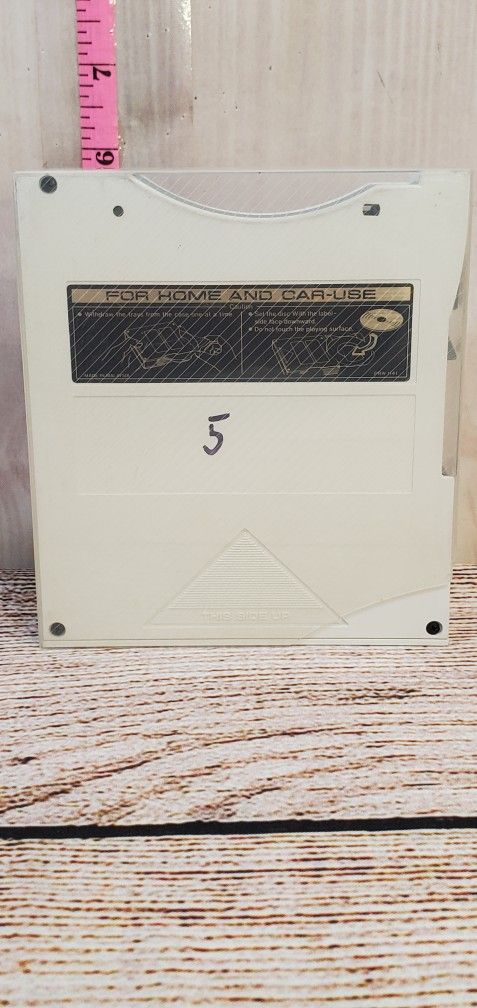 7
6
FOR HOME AND CAR-USE
Caution
● Withdraw the trays from the case one at a time.
● Set the disc with the label-
side face downward.
● Do not touch the playing surface.
5
THIS SIDE UP